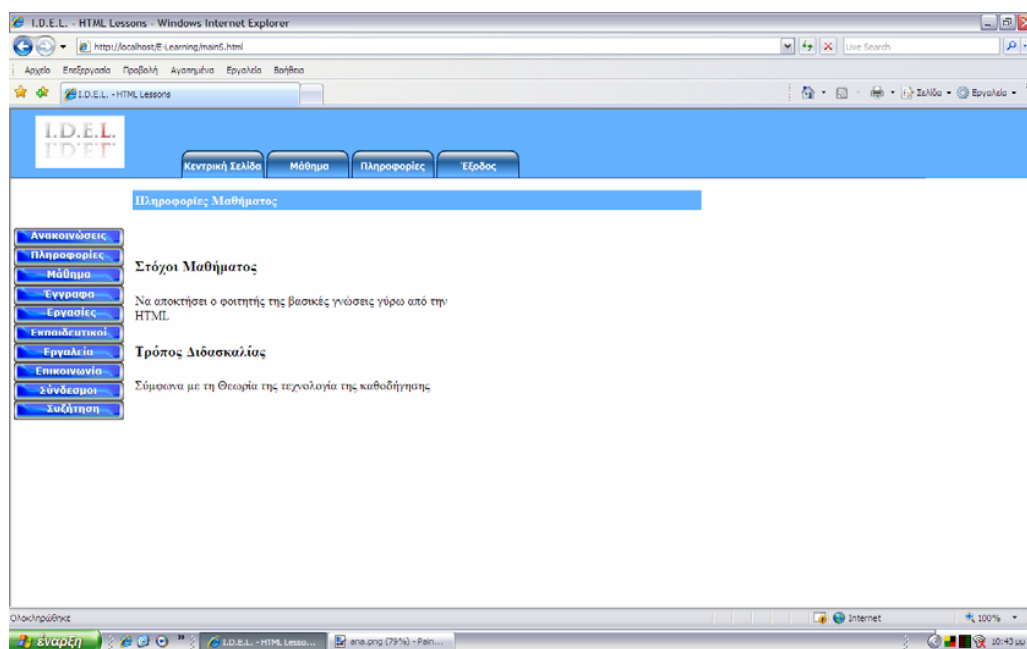 I.D.E.L. - HTML Lessons - Windows Internet Explorer
http://localhost/E-Learning/mainS.html
Live Search
Αρχείο Επεξεργασία Προβολή Αγαπημένα Εργαλεία Βοήθεια
I.D.E.L. - HTML Lessons
Σελίδα
Εργαλεία
I.D.E.L.
Κεντρική Σελίδα Μάθημα Πληροφορίες Έξοδος
Πληροφορίες Μαθήματος
Ανακοινώσεις
Πληροφορίες
Μάθημα
Έγγραφα
Εργασίες
Εκπαιδευτικοί
Εργαλεία
Επικοινωνία
Σύνδεσμοι
Συζήτηση
Στόχοι Μαθήματος
Να αποκτήσει ο φοιτητής της βασικές γνώσεις γύρω από την
HTML
Τρόπος Διδασκαλίας
Σύμφωνα με τη Θεωρία της τεχνολογία της καθοδήγησης
Ολοκληρώθηκε
Internet
100%
έναρξη
I.D.E.L. - HTML Lesso...
ana.png (79%) - Pain...
10:43 μμ